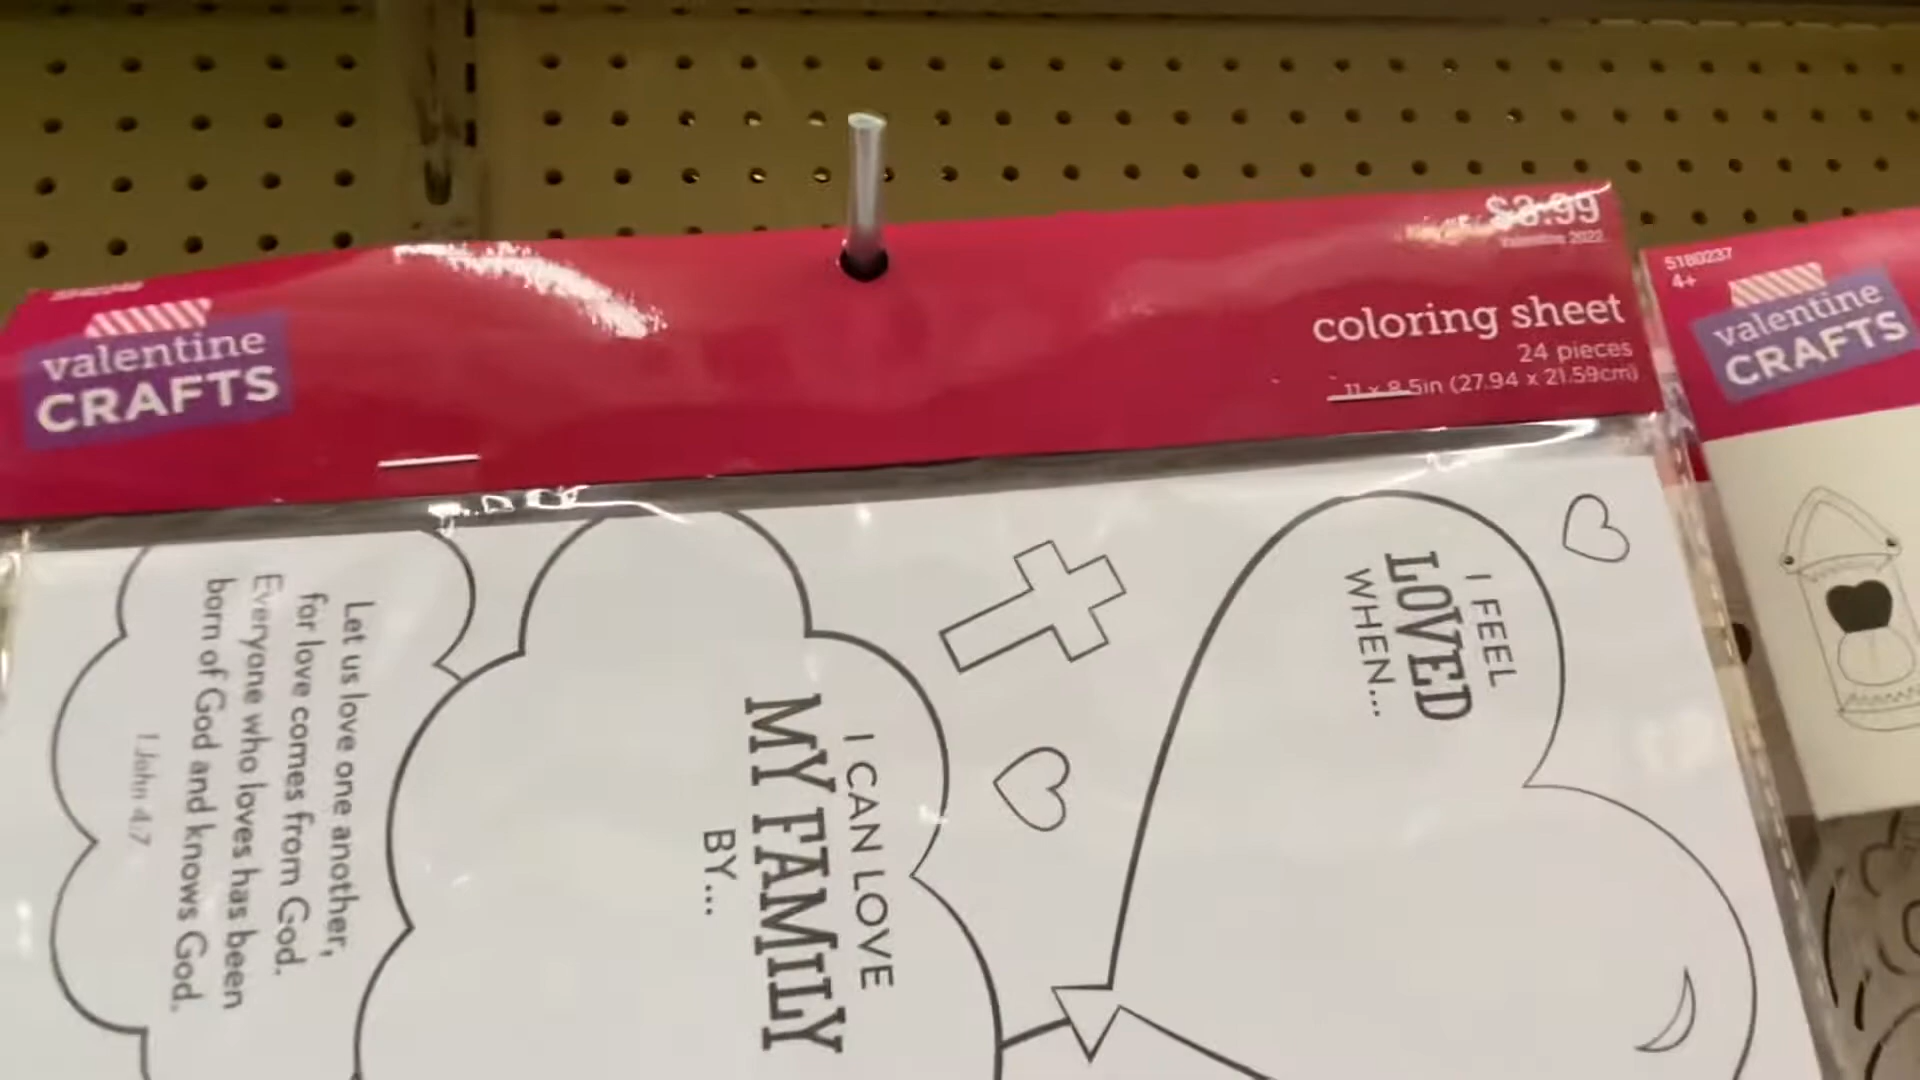 $3.99
Valentine 2022
valentine
CRAFTS
coloring sheet
24 pieces
11 x 8.5in (27.94 x 21.59cm)
5180237
4+
valentine
CRAFTS
I FEEL
LOVED
WHEN...
I CAN LOVE
MY FAMILY
BY...
Let us love one another,
for love comes from God.
Everyone who loves has been
born of God and knows God.
1 John 4:7